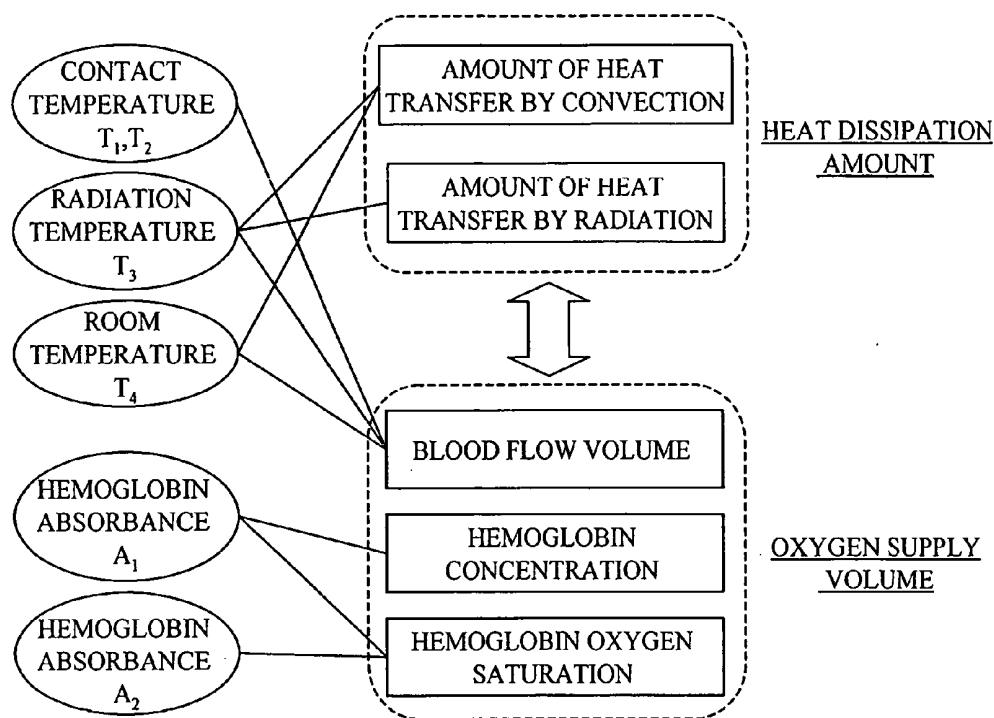 CONTACT
TEMPERATURE
T1,T2
RADIATION
TEMPERATURE
T3
ROOM
TEMPERATURE
T4
HEMOGLOBIN
ABSORBANCE
A1
HEMOGLOBIN
ABSORBANCE
A2
AMOUNT OF HEAT
TRANSFER BY CONVECTION
AMOUNT OF HEAT
TRANSFER BY RADIATION
HEAT DISSIPATION
AMOUNT
BLOOD FLOW VOLUME
HEMOGLOBIN
CONCENTRATION
HEMOGLOBIN OXYGEN
SATURATION
OXYGEN SUPPLY
VOLUME